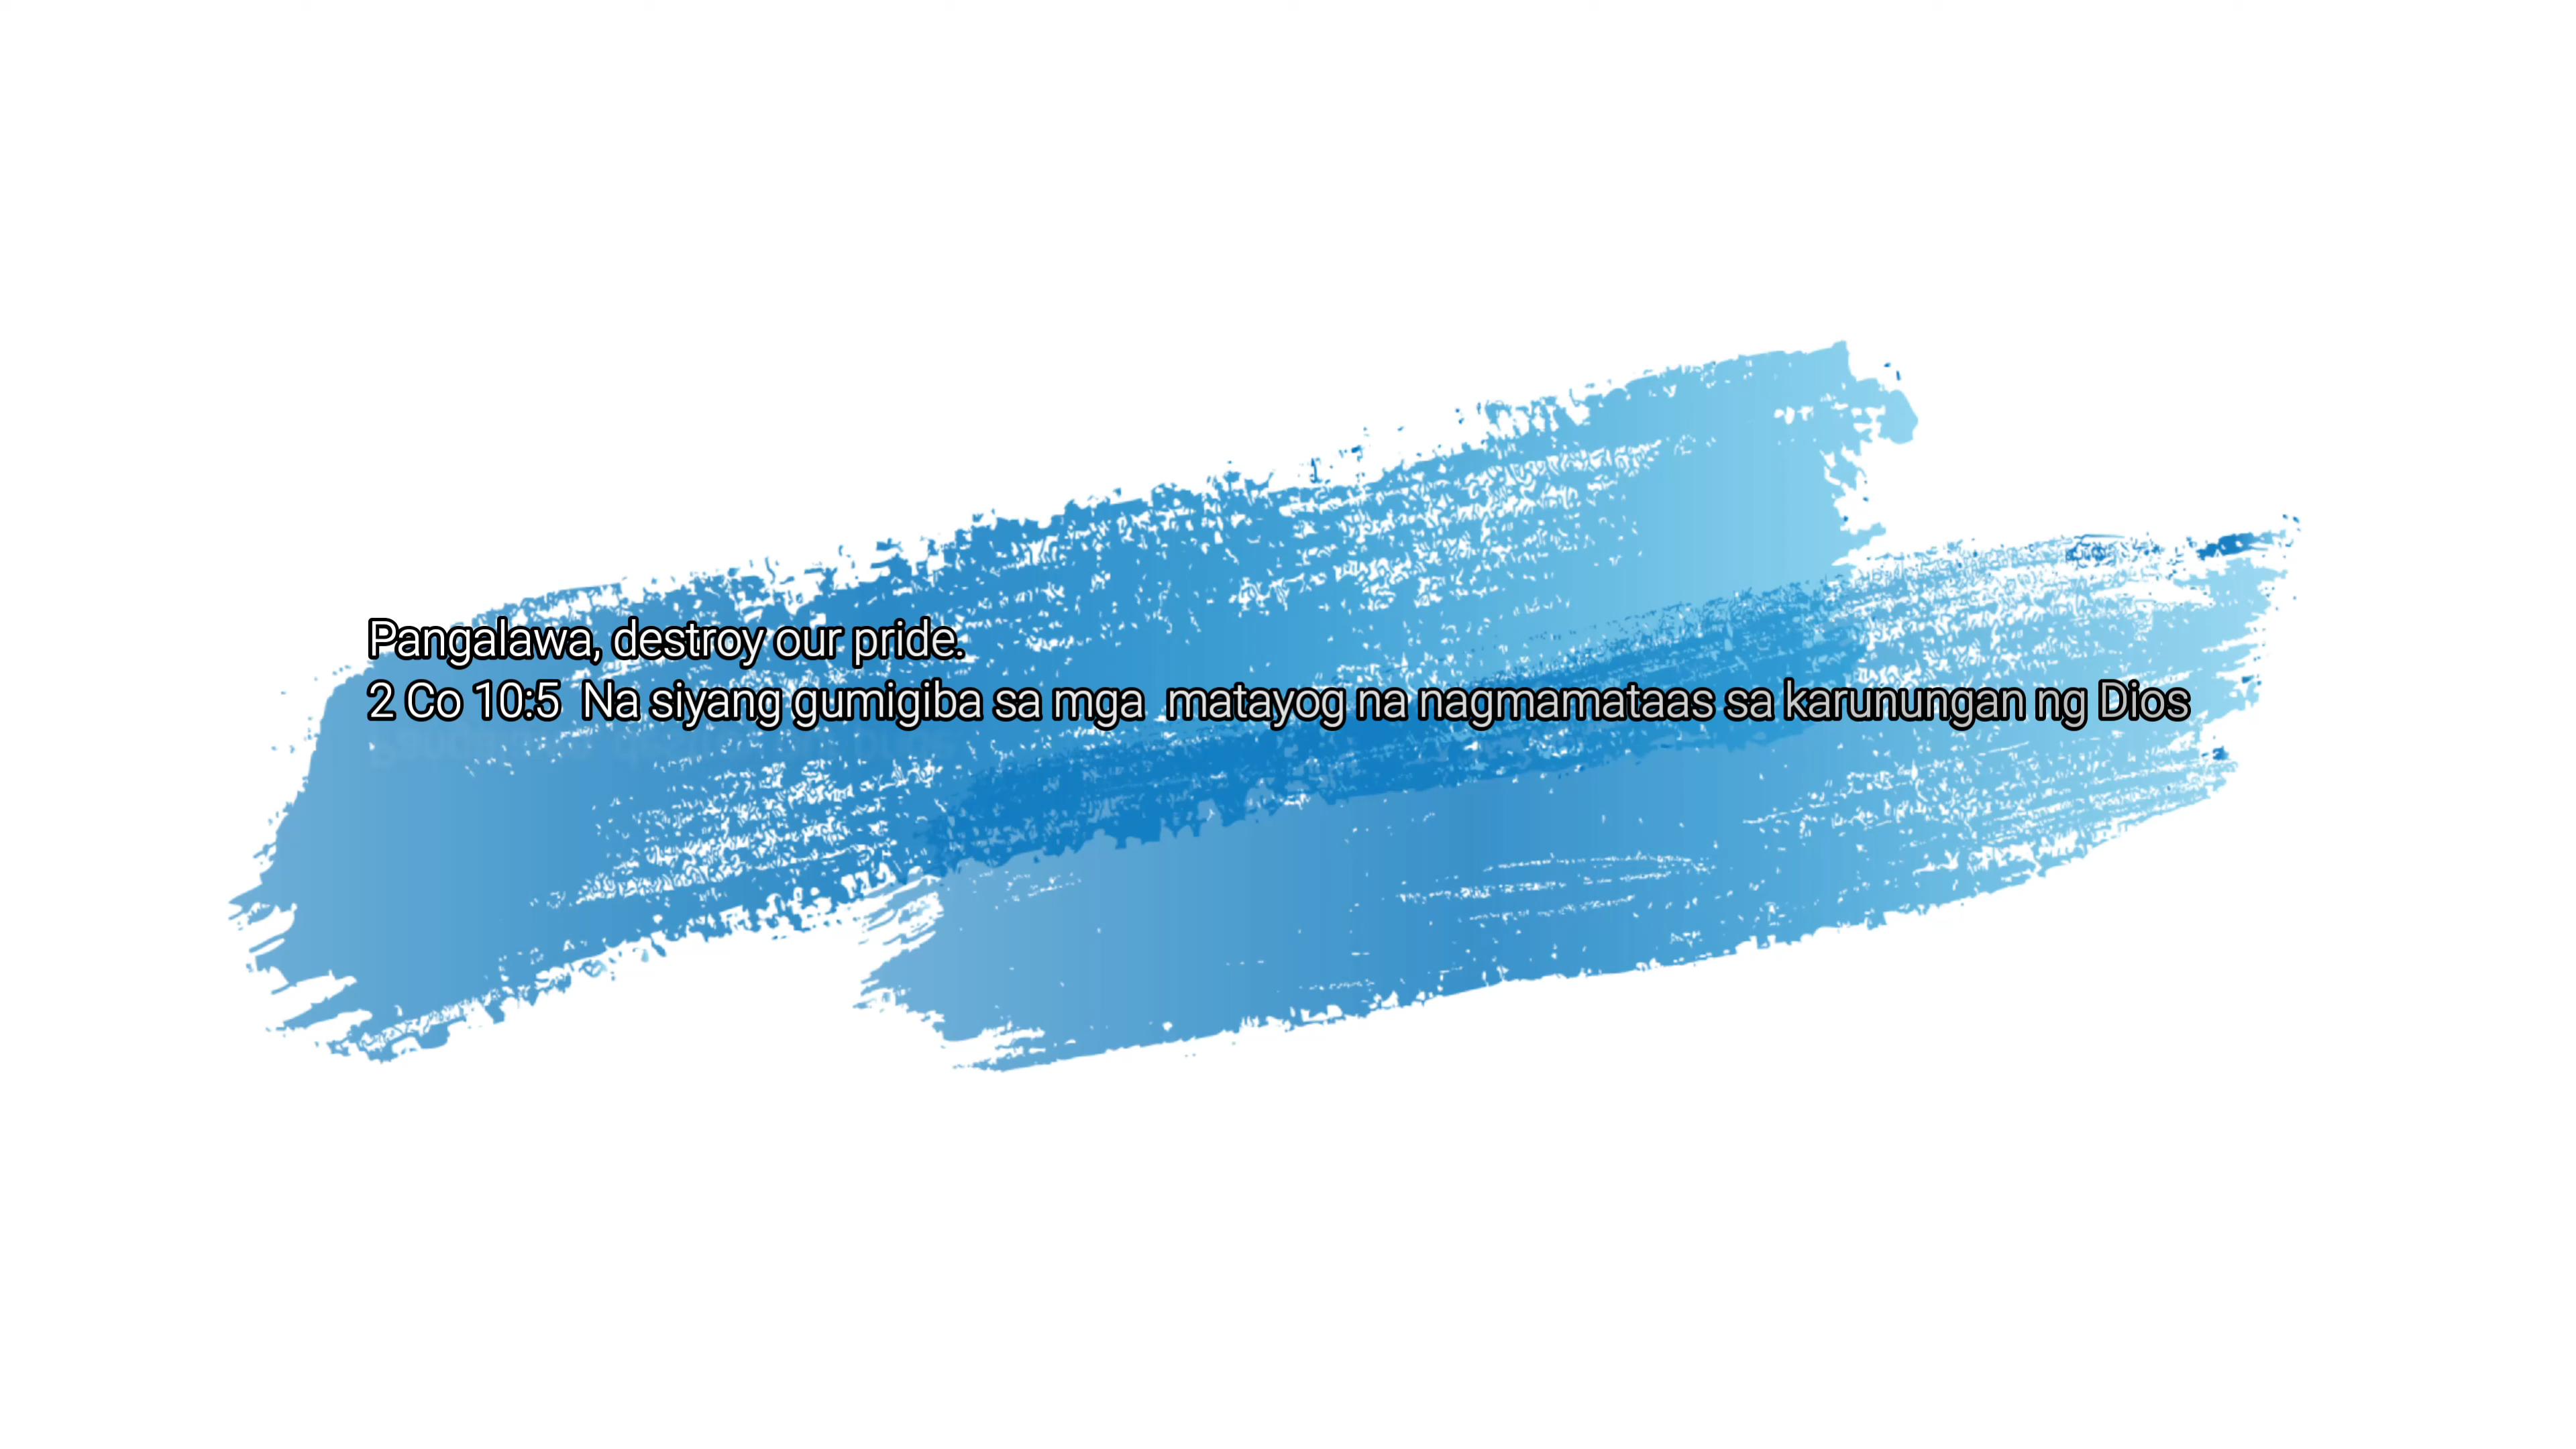 Pangalawa, destroy our pride.
2 Co 10:5  Na siyang gumigiba sa mga  matayog na nagmamataas sa karunungan ng Dios